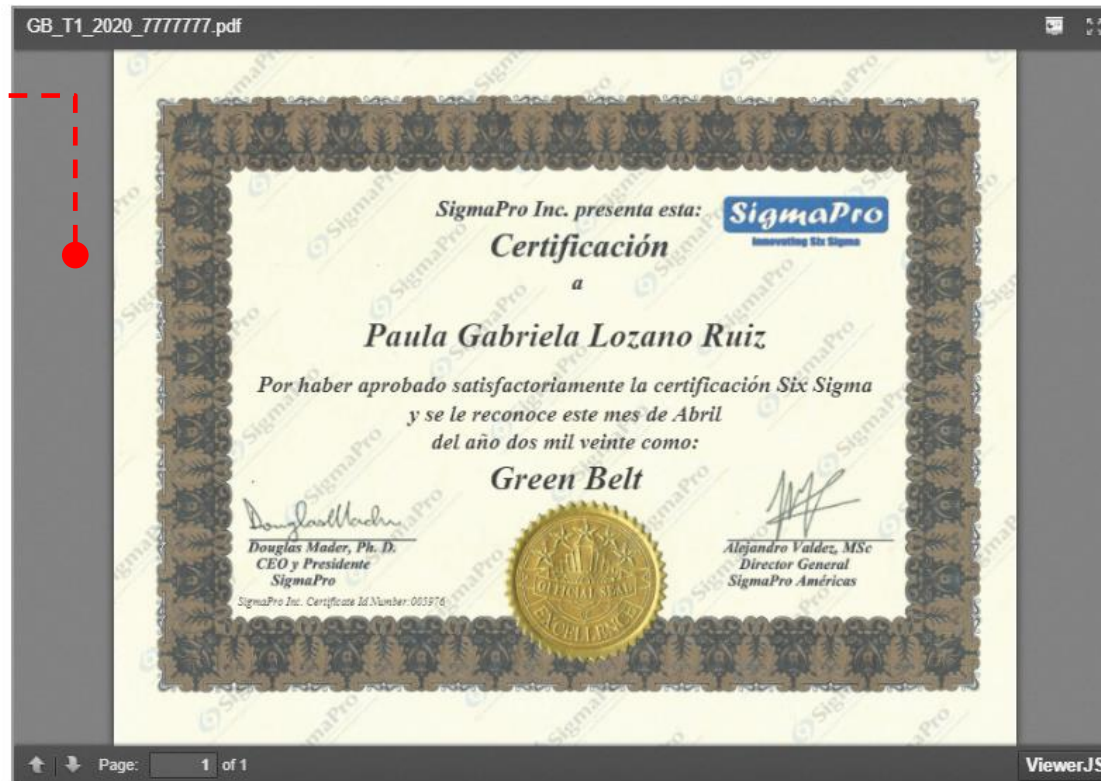 GB_T1_2020_7777777.pdf
SigmaPro Inc. presenta esta:
SigmaPro
Innovating Six Sigma
Certificación
a
Paula Gabriela Lozano Ruiz
Por haber aprobado satisfactoriamente la certificación Six Sigma
y se le reconoce este mes de Abril
del año dos mil veinte como:
Green Belt
Douglas Mader, Ph. D.
CEO y Presidente
SigmaPro
Alejandro Valdez, MSc
Director General
SigmaPro Américas
SigmaPro Inc. Certificate Id Number:005976
OFFICIAL SEAL
EXCELLENCE
Page: 1 of 1
ViewerJS